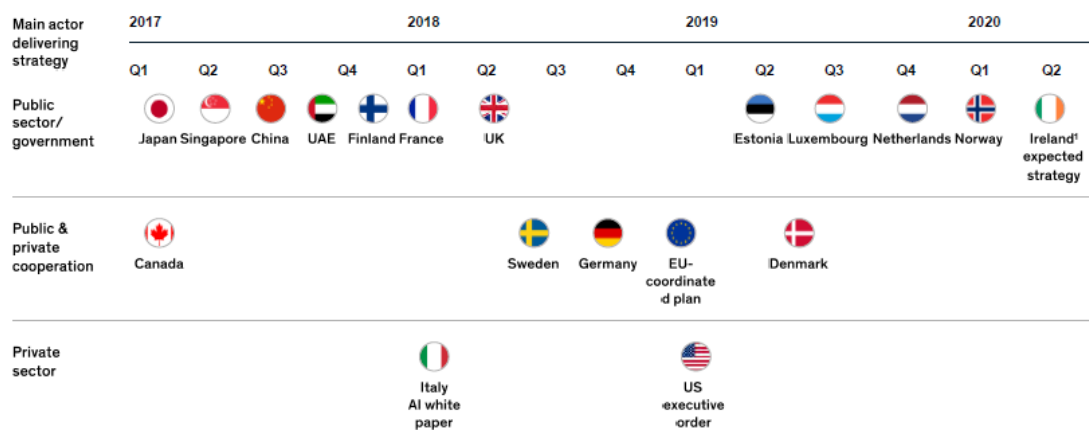 Main actor
delivering
strategy
2017 2018 2019 2020
Q1 Q2 Q3 Q4 Q1 Q2 Q3 Q4 Q1 Q2 Q3 Q4 Q1 Q2
Public
sector/
government
Japan Singapore China UAE Finland France UK Estonia Luxembourg Netherlands Norway Ireland¹
expected
strategy
Public &
private
cooperation
Canada Sweden Germany EU- Denmark
coordinate
d plan
Private
sector
Italy US
AI white executive
paper order